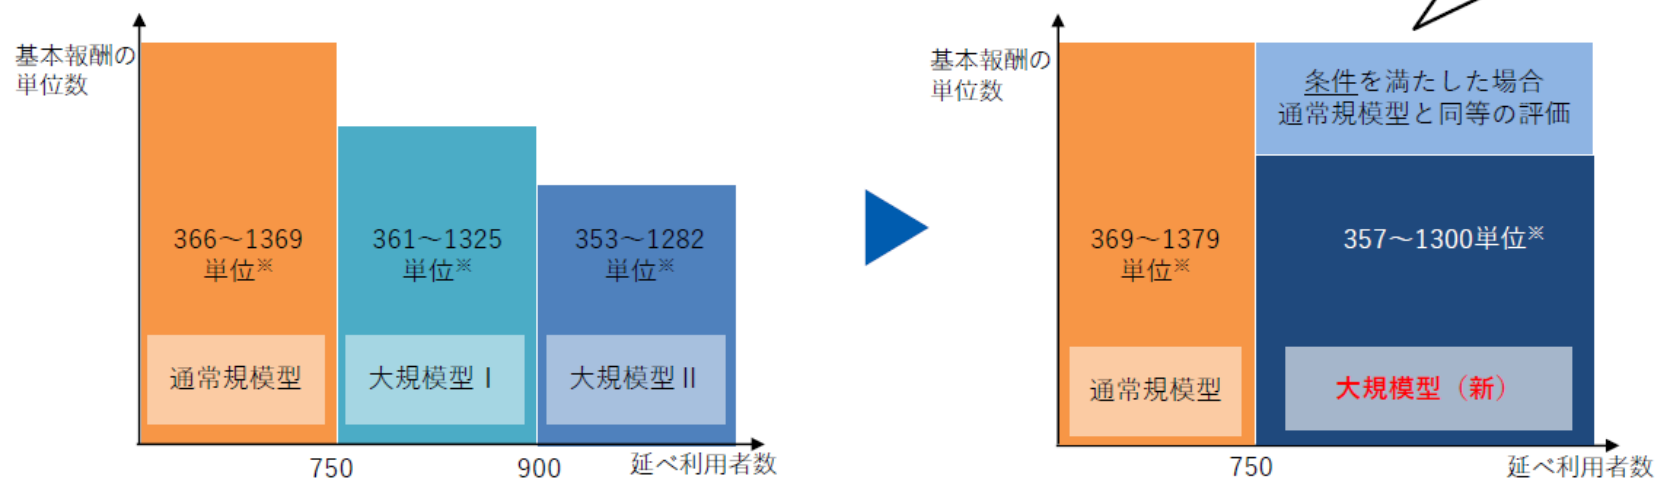 基本報酬の
単位数
366～1369
単位※
361～1325
単位※
353～1282
単位※
通常規模型
大規模型Ⅰ
大規模型Ⅱ
750
900
延べ利用者数
基本報酬の
単位数
条件を満たした場合
通常規模型と同等の評価
369～1379
単位※
357～1300単位※
通常規模型
大規模型（新）
750
延べ利用者数